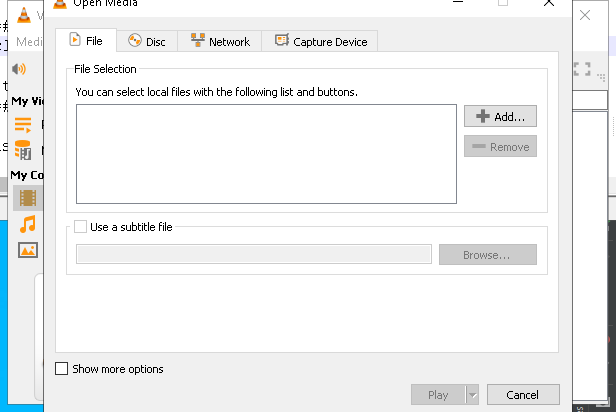 Open Media
File
Disc
Network
Capture Device
Medi
File Selection
You can select local files with the following list and buttons.
My Vi
Add...
Remove
My Co
Use a subtitle file
Browse...
Show more options
Play
Cancel